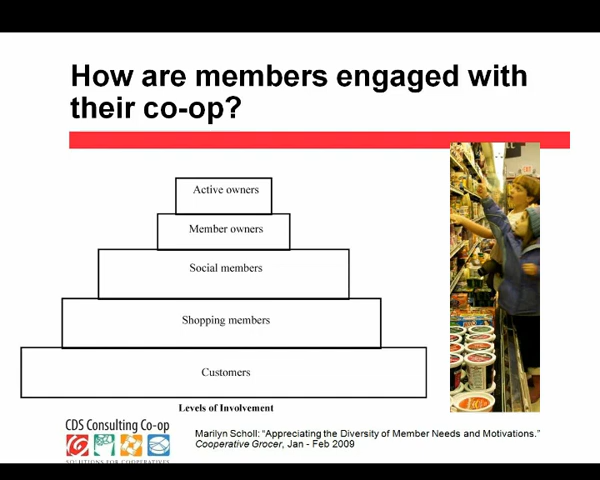 How are members engaged with
their co-op?
Active owners
Member owners
Social members
Shopping members
Customers
Levels of Involvement
CDS Consulting Co-op
SOLUTIONS FOR COOPERATIVES
Marilyn Scholl: “Appreciating the Diversity of Member Needs and Motivations.”
Cooperative Grocer, Jan - Feb 2009